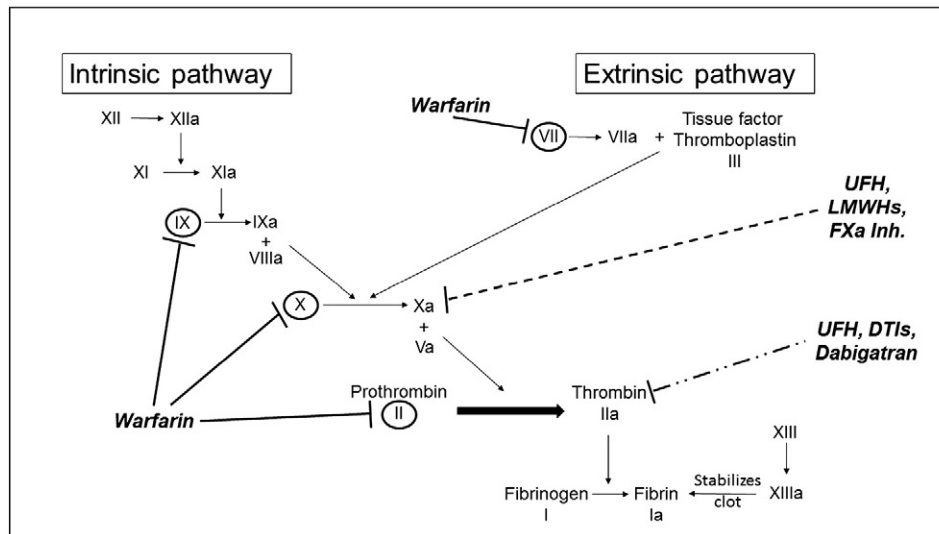 Intrinsic pathway
Extrinsic pathway
XII
XIIa
Warfarin
VII
VIIa
+
Tissue factor
Thromboplastin
III
XI
XIa
UFH,
LMWHs,
FXa Inh.
IX
IXa
+
VIIIa
X
Xa
+
Va
UFH, DTIs,
Dabigatran
Warfarin
Prothrombin
II
Thrombin
IIa
XIII
Fibrinogen
I
Fibrin
Ia
Stabilizes
clot
XIIIa